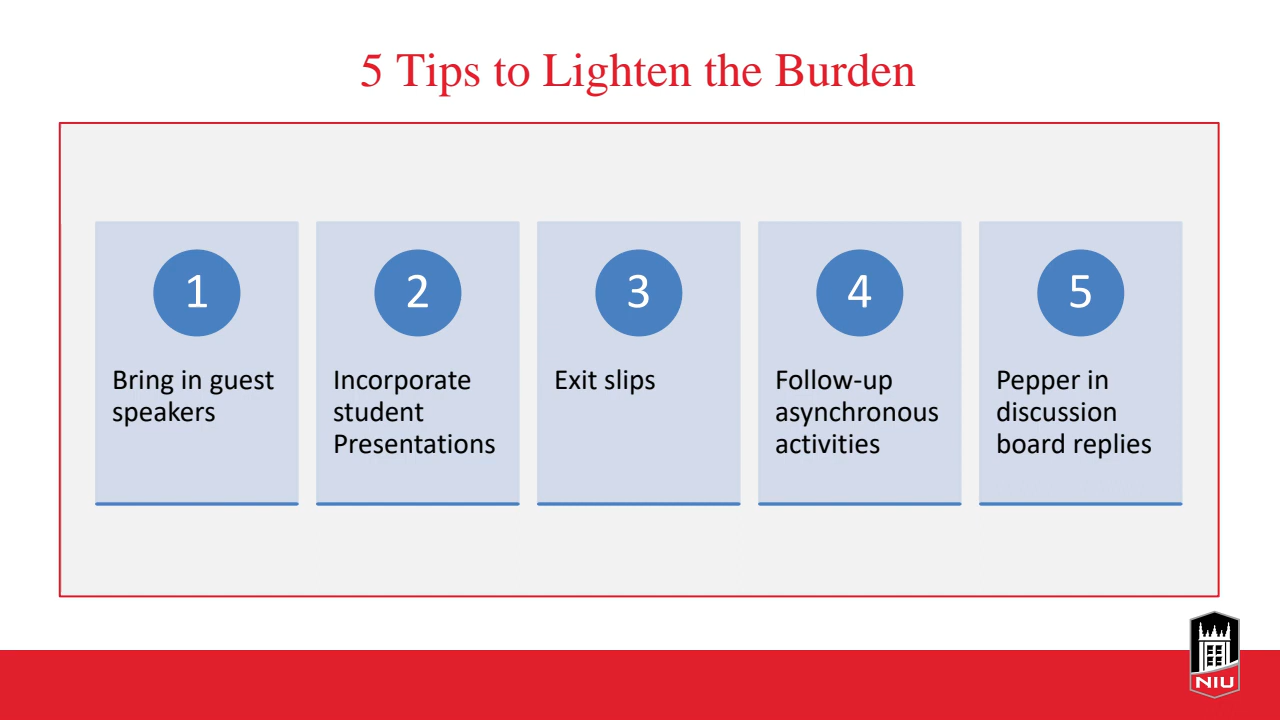 5 Tips to Lighten the Burden
1
Bring in guest
speakers
2
Incorporate
student
Presentations
3
Exit slips
4
Follow-up
asynchronous
activities
5
Pepper in
discussion
board replies
NIU